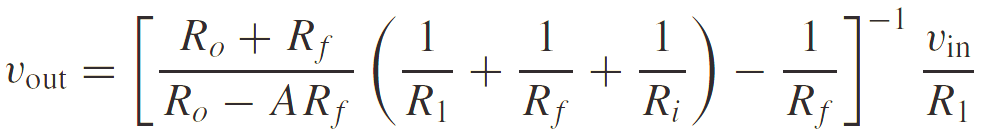 v_out = [ (R_o + R_f) / (R_o − A R_f) ( 1/R_1 + 1/R_f + 1/R_i ) − 1/R_f ]^−1 v_in / R_1